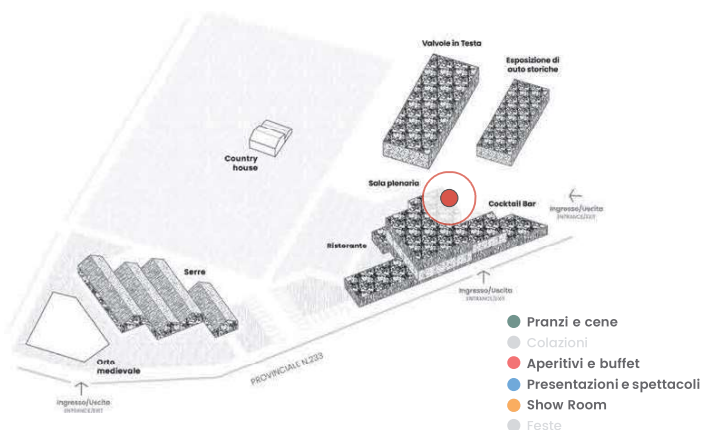 Valvole in Testa
Esposizione di
auto storiche
Country
house
Sala plenaria
Cocktail Bar
Ingresso/Uscita
ENTRANCE/EXIT
Ristorante
Serre
Ingresso/Uscita
ENTRANCE/EXIT
Orto
medievale
PROVINCIALE N.233
Ingresso/Uscita
ENTRANCE/EXIT
Pranzi e cene
Colazioni
Aperitivi e buffet
Presentazioni e spettacoli
Show Room
Feste